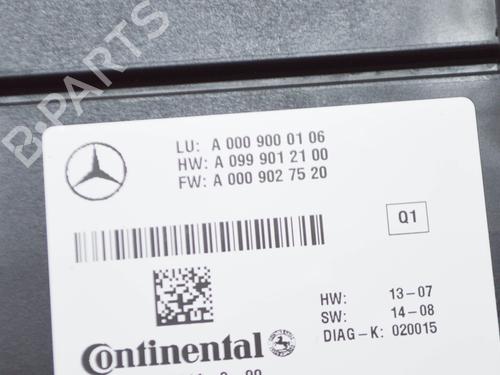 B-PARTS
LU: A 000 900 01 06
HW: A 099 901 21 00
FW: A 000 902 75 20
Q1
HW: 13-07
SW: 14-08
DIAG-K: 020015
Continental